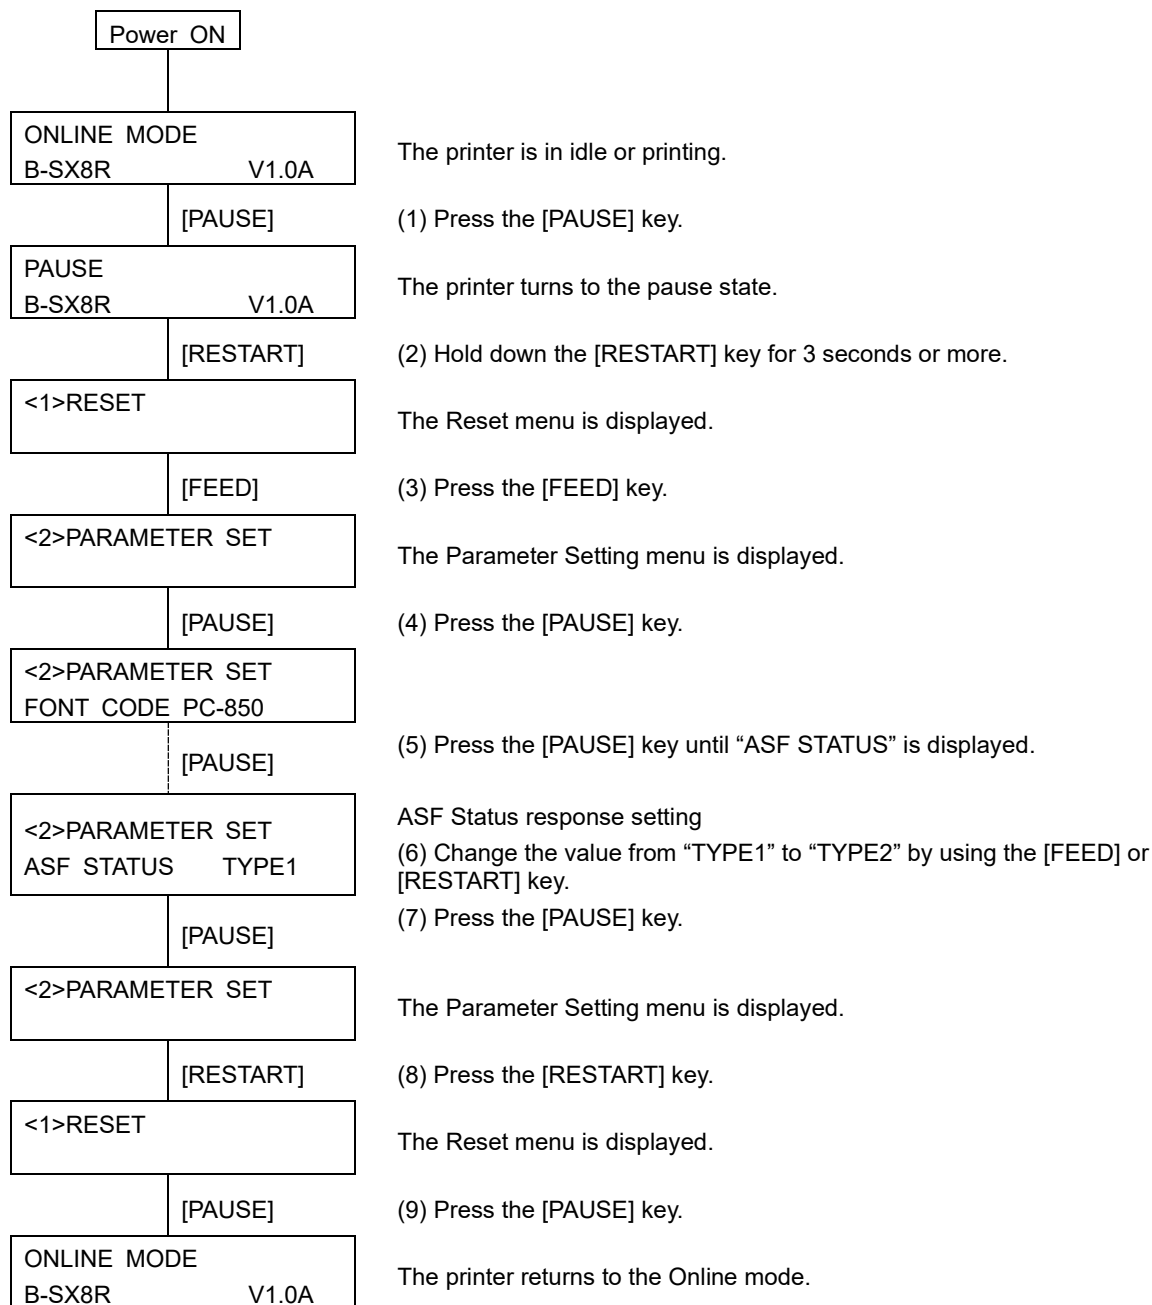 Power ON
ONLINE MODE
B-SX8R V1.0A
The printer is in idle or printing.
[PAUSE]
(1) Press the [PAUSE] key.
PAUSE
B-SX8R V1.0A
The printer turns to the pause state.
[RESTART]
(2) Hold down the [RESTART] key for 3 seconds or more.
<1>RESET
The Reset menu is displayed.
[FEED]
(3) Press the [FEED] key.
<2>PARAMETER SET
The Parameter Setting menu is displayed.
[PAUSE]
(4) Press the [PAUSE] key.
<2>PARAMETER SET
FONT CODE PC-850
[PAUSE]
(5) Press the [PAUSE] key until “ASF STATUS” is displayed.
<2>PARAMETER SET
ASF STATUS TYPE1
ASF Status response setting
(6) Change the value from “TYPE1” to “TYPE2” by using the [FEED] or
[RESTART] key.
(7) Press the [PAUSE] key.
[PAUSE]
<2>PARAMETER SET
The Parameter Setting menu is displayed.
[RESTART]
(8) Press the [RESTART] key.
<1>RESET
The Reset menu is displayed.
[PAUSE]
(9) Press the [PAUSE] key.
ONLINE MODE
B-SX8R V1.0A
The printer returns to the Online mode.